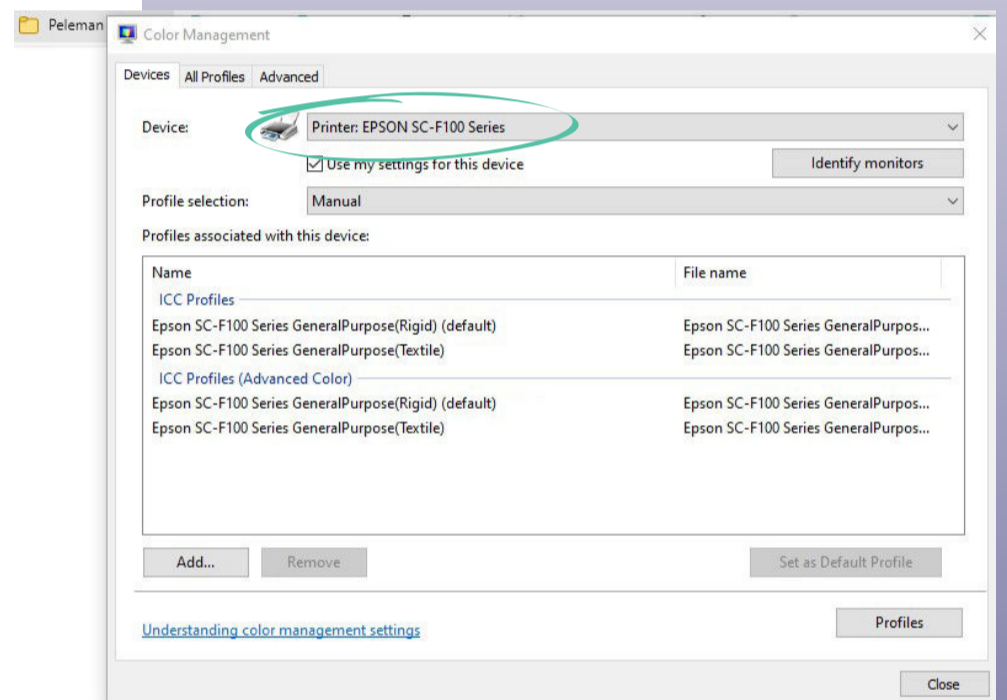 Peleman
Color Management
Devices All Profiles Advanced
Device: Printer: EPSON SC-F100 Series
Use my settings for this device Identify monitors
Profile selection: Manual
Profiles associated with this device:
Name File name
ICC Profiles
Epson SC-F100 Series GeneralPurpose(Rigid) (default) Epson SC-F100 Series GeneralPurpos...
Epson SC-F100 Series GeneralPurpose(Textile) Epson SC-F100 Series GeneralPurpos...
ICC Profiles (Advanced Color)
Epson SC-F100 Series GeneralPurpose(Rigid) (default) Epson SC-F100 Series GeneralPurpos...
Epson SC-F100 Series GeneralPurpose(Textile) Epson SC-F100 Series GeneralPurpos...
Add... Remove Set as Default Profile
Understanding color management settings Profiles
Close